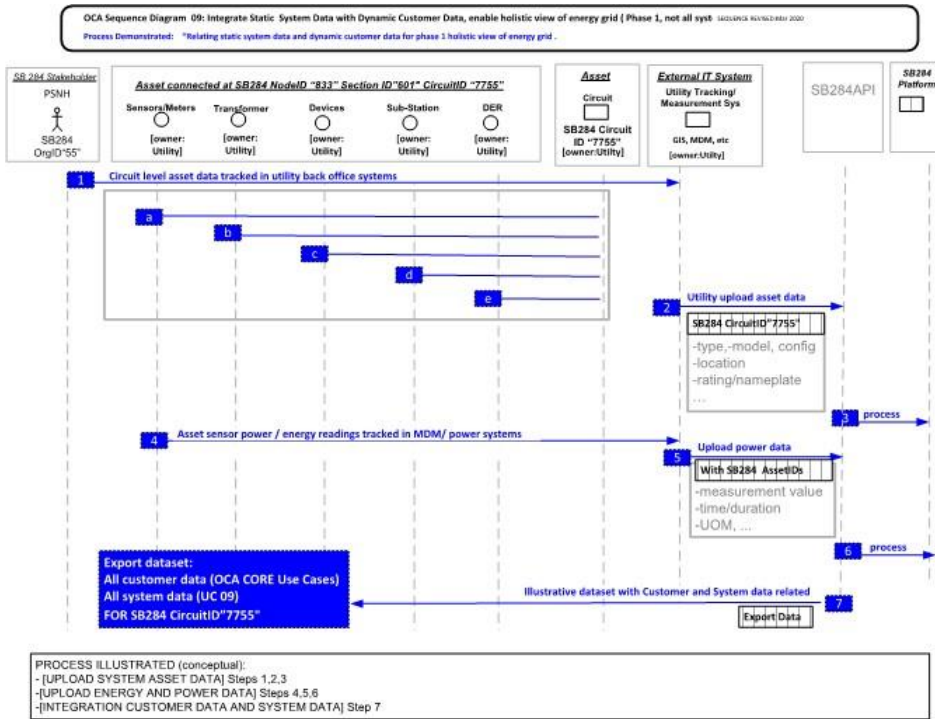 OCA Sequence Diagram 09: Integrate Static System Data with Dynamic Customer Data, enable holistic view of energy grid ( Phase 1, not all syst
SEQUENCE REVISED 2020
Process Demonstrated: "Relating static system data and dynamic customer data for phase 1 holistic view of energy grid .
SB 284 Stakeholder
PSNH
SB284
OrgID"55"
Asset connected at SB284 NodeID "833" Section ID"601" CircuitID "7755"
Sensors/Meters
[owner:
Utility]
Transformer
[owner:
Utility]
Devices
[owner:
Utility]
Sub-Station
[owner:
Utility]
DER
[owner:
Utility]
Asset
Circuit
SB284 Circuit
ID "7755"
[owner:Utility]
External IT System
Utility Tracking/
Measurement Sys
GIS, MDM, etc
[owner:Utility]
SB284API
SB284
Platform
1
Circuit level asset data tracked in utility back office systems
a
b
c
d
e
2
Utility upload asset data
SB284 CircuitID"7755"
-type,-model, config
-location
-rating/nameplate
...
3
process
4
Asset sensor power / energy readings tracked in MDM/ power systems
5
Upload power data
With SB284 AssetIDs
-measurement value
-time/duration
-UOM, ...
6
process
Export dataset:
All customer data (OCA CORE Use Cases)
All system data (UC 09)
FOR SB284 CircuitID"7755"
Illustrative dataset with Customer and System data related
7
Export Data
PROCESS ILLUSTRATED (conceptual):
- [UPLOAD SYSTEM ASSET DATA] Steps 1,2,3
-[UPLOAD ENERGY AND POWER DATA] Steps 4,5,6
-[INTEGRATION CUSTOMER DATA AND SYSTEM DATA] Step 7